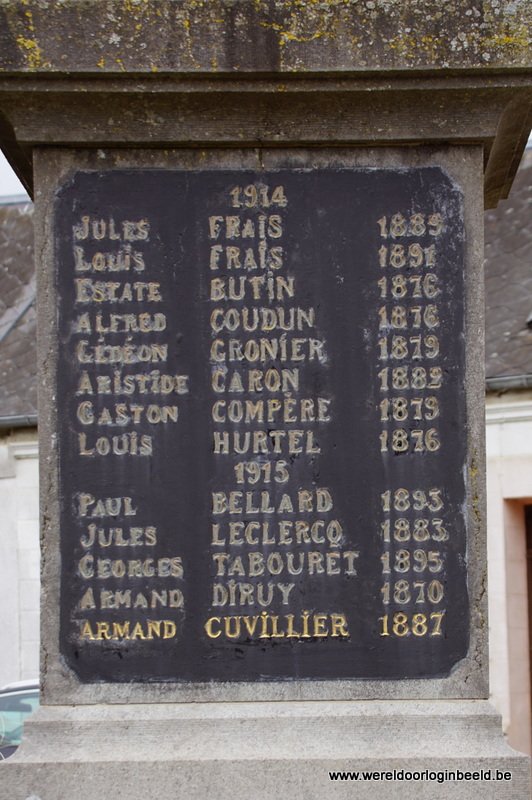 1914
JULES FRAIS 1889
LOUIS FRAIS 1891
ESTATE BUTIN 1876
ALFRED COUDUN 1876
GÉDÉON GRONIER 1879
ARISTIDE CARON 1882
GASTON COMPÈRE 1879
LOUIS HURTEL 1876
1915
PAUL BELLARD 1893
JULES LECLERCQ 1883
GEORGES TABOURET 1895
ARMAND DIRUY 1870
ARMAND CUVILLIER 1887
www.wereldoorloginbeeld.be